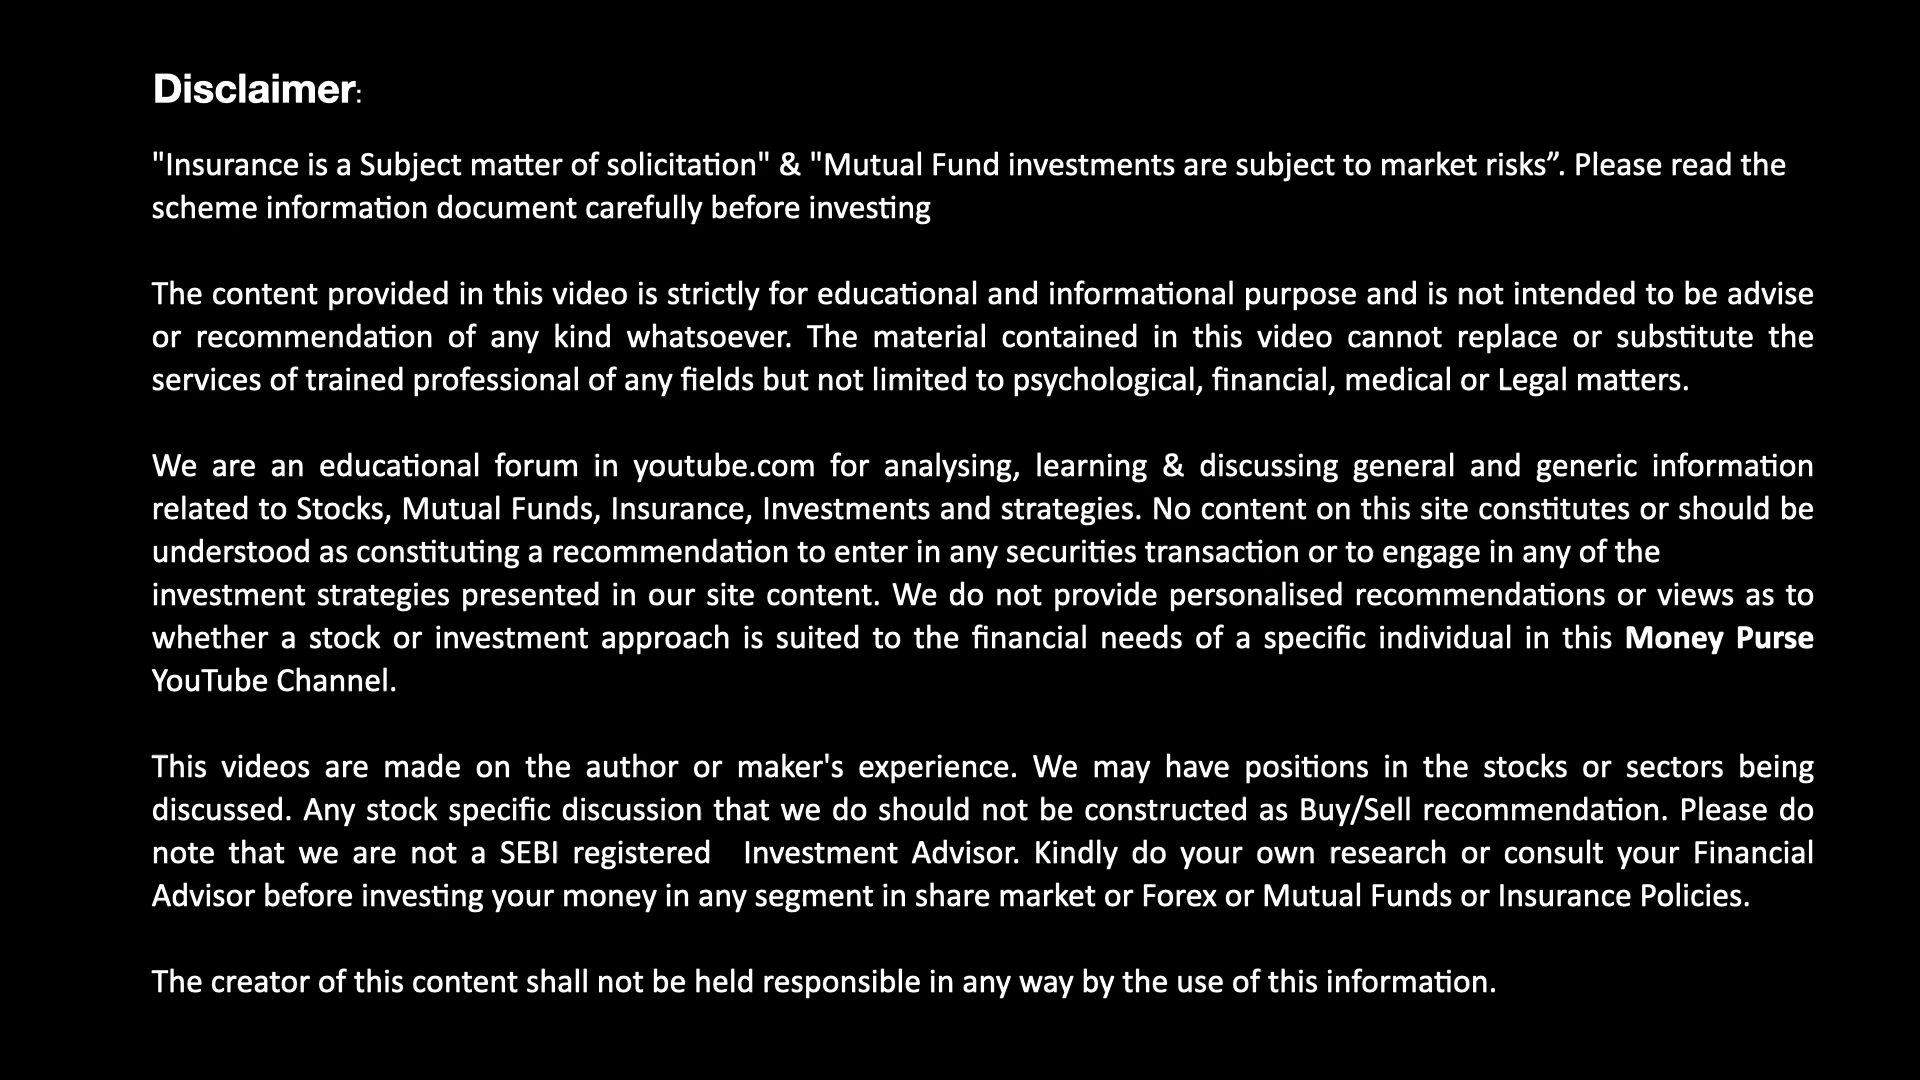 Disclaimer:
"Insurance is a Subject matter of solicitation" & "Mutual Fund investments are subject to market risks”. Please read the
scheme information document carefully before investing
The content provided in this video is strictly for educational and informational purpose and is not intended to be advise
or recommendation of any kind whatsoever. The material contained in this video cannot replace or substitute the
services of trained professional of any fields but not limited to psychological, financial, medical or Legal matters.
We are an educational forum in youtube.com for analysing, learning & discussing general and generic information
related to Stocks, Mutual Funds, Insurance, Investments and strategies. No content on this site constitutes or should be
understood as constituting a recommendation to enter in any securities transaction or to engage in any of the
investment strategies presented in our site content. We do not provide personalised recommendations or views as to
whether a stock or investment approach is suited to the financial needs of a specific individual in this Money Purse
YouTube Channel.
This videos are made on the author or maker's experience. We may have positions in the stocks or sectors being
discussed. Any stock specific discussion that we do should not be constructed as Buy/Sell recommendation. Please do
note that we are not a SEBI registered Investment Advisor. Kindly do your own research or consult your Financial
Advisor before investing your money in any segment in share market or Forex or Mutual Funds or Insurance Policies.
The creator of this content shall not be held responsible in any way by the use of this information.